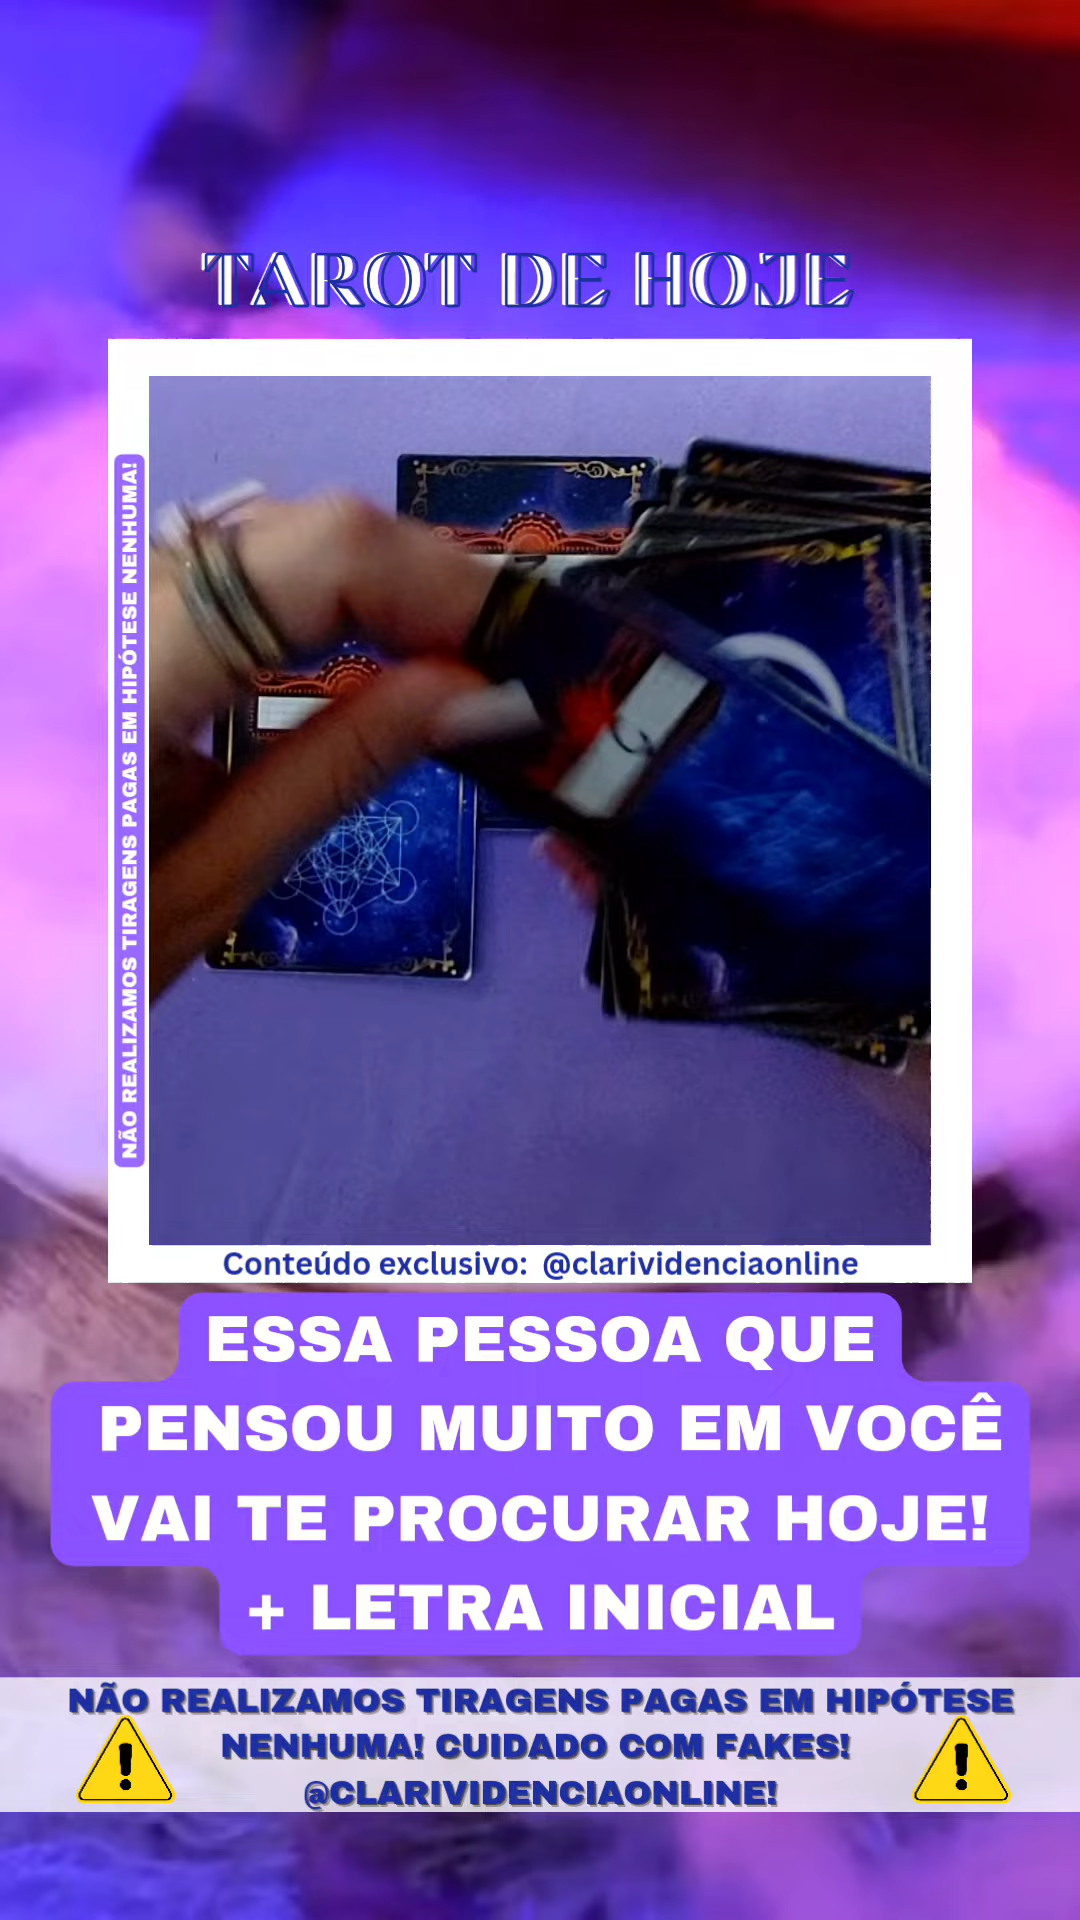 TAROT DE HOJE
NÃO REALIZAMOS TIRAGENS PAGAS EM HIPÓTESE NENHUMA!
Conteúdo exclusivo: @clarividenciaonline
ESSA PESSOA QUE
PENSOU MUITO EM VOCÊ
VAI TE PROCURAR HOJE!
+ LETRA INICIAL
NÃO REALIZAMOS TIRAGENS PAGAS EM HIPÓTESE
NENHUMA! CUIDADO COM FAKES!
@CLARIVIDENCIAONLINE!